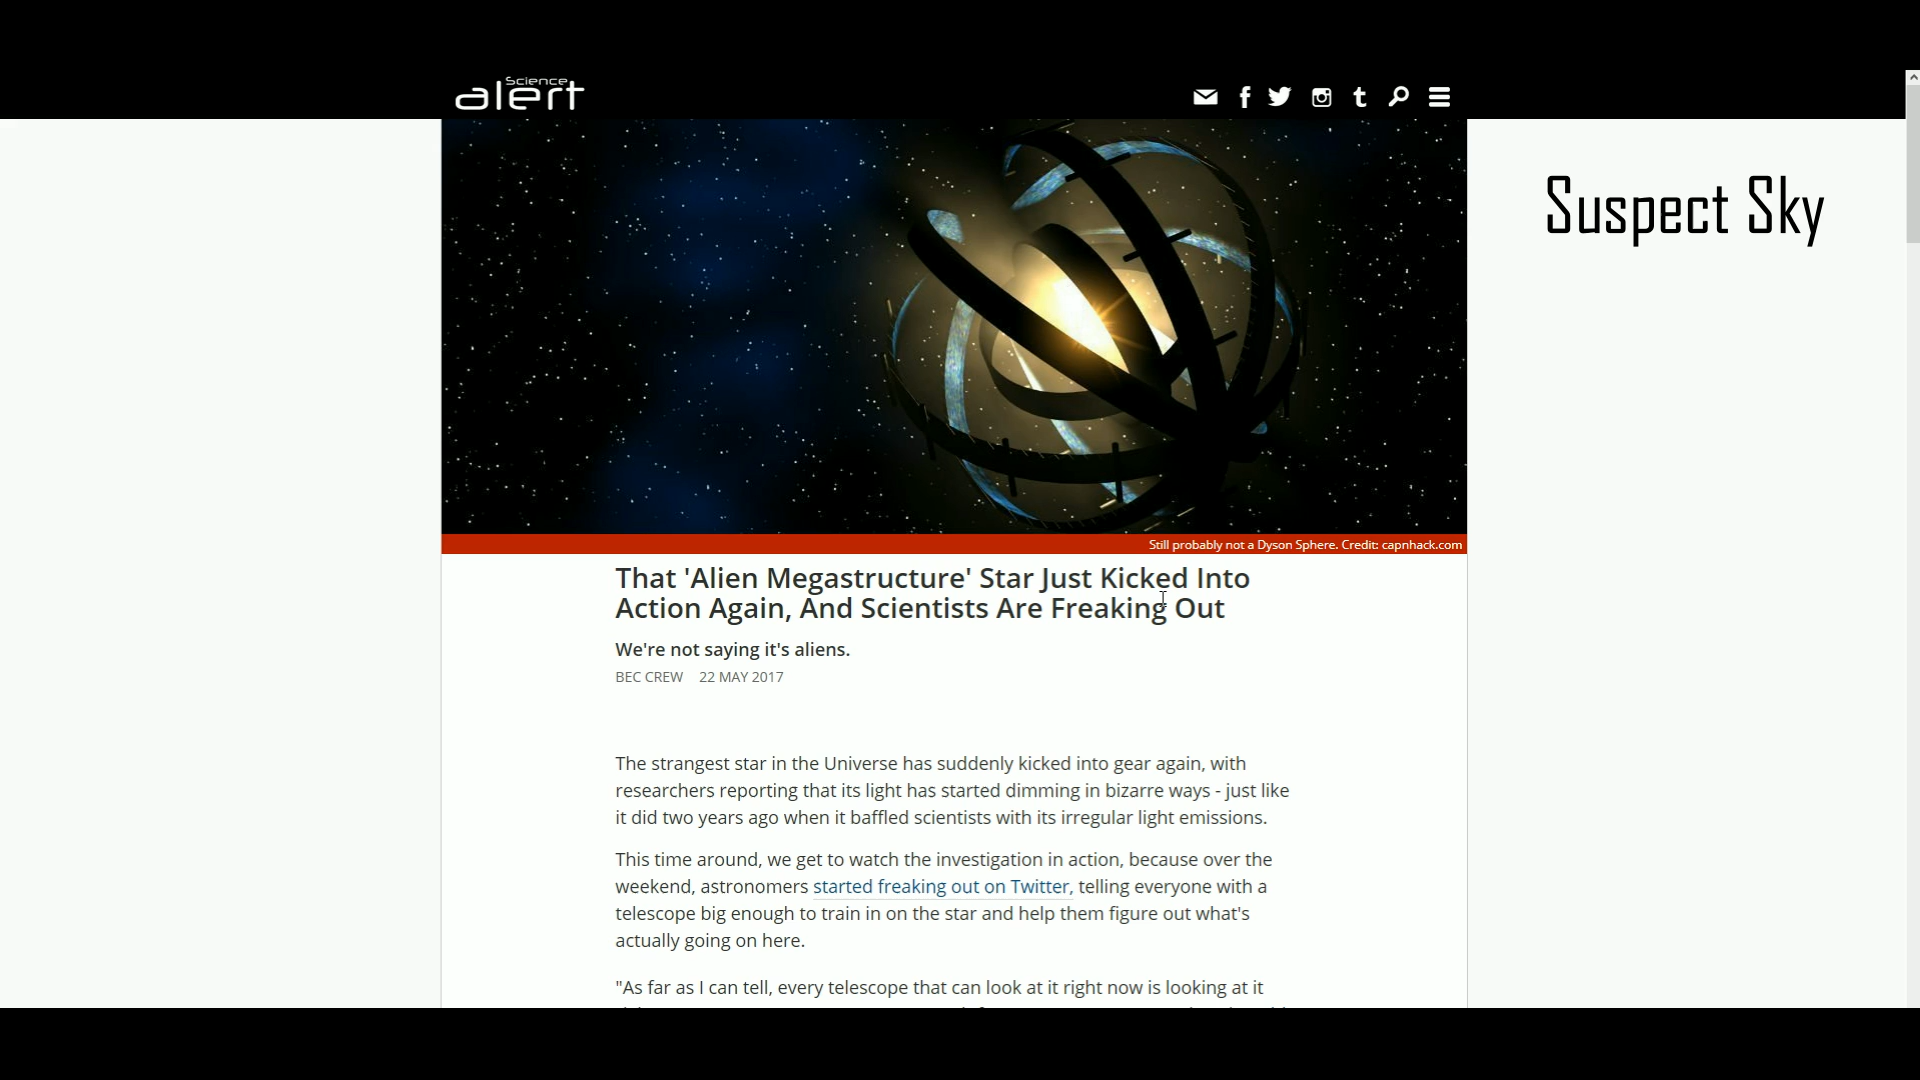 Science
alert
Suspect Sky
Still probably not a Dyson Sphere. Credit: capnhack.com
That 'Alien Megastructure' Star Just Kicked Into
Action Again, And Scientists Are Freaking Out
We're not saying it's aliens.
BEC CREW 22 MAY 2017
The strangest star in the Universe has suddenly kicked into gear again, with
researchers reporting that its light has started dimming in bizarre ways - just like
it did two years ago when it baffled scientists with its irregular light emissions.
This time around, we get to watch the investigation in action, because over the
weekend, astronomers started freaking out on Twitter, telling everyone with a
telescope big enough to train in on the star and help them figure out what's
actually going on here.
"As far as I can tell, every telescope that can look at it right now is looking at it